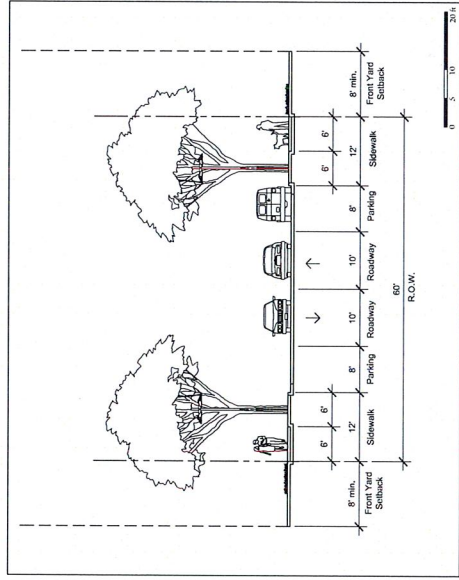 8' min.
6'
6'
6'
6'
8' min.
12'
8'
10'
10'
8'
12'
Front Yard
Setback
Sidewalk
Parking
Roadway
Roadway
Parking
Sidewalk
Front Yard
Setback
60'
R.O.W.
0 5 10 20 ft